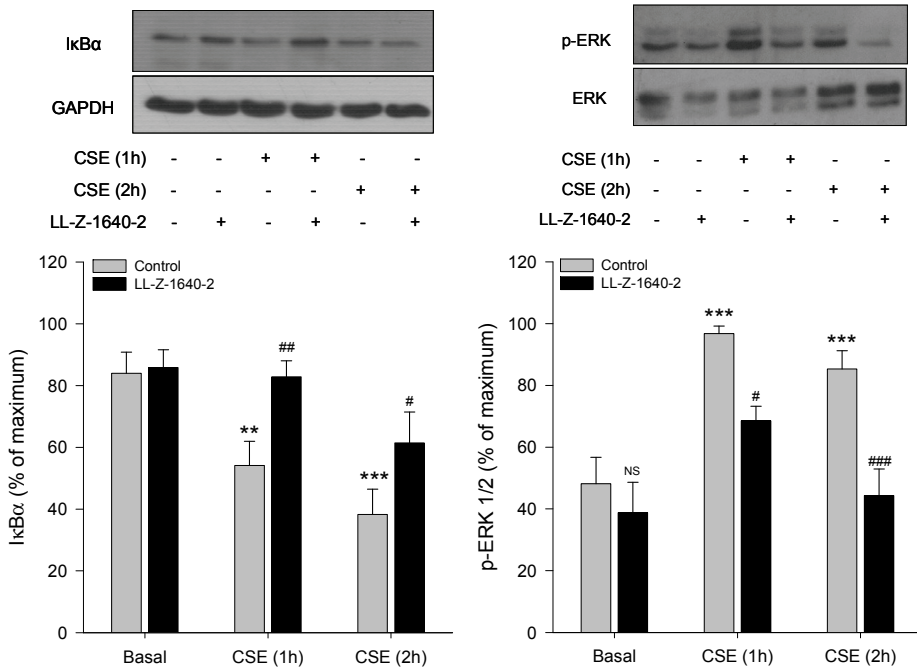 IκBα
GAPDH
CSE (1h) - - + + - -
CSE (2h) - - - - + +
LL-Z-1640-2 - + - + - +
p-ERK
ERK
CSE (1h) - - + + - -
CSE (2h) - - - - + +
LL-Z-1640-2 - + - + - +
IκBα (% of maximum)
120
100
80
60
40
20
0
Control
LL-Z-1640-2
**
##
***
#
Basal CSE (1h) CSE (2h)
p-ERK 1/2 (% of maximum)
120
100
80
60
40
20
0
Control
LL-Z-1640-2
NS
***
#
***
###
Basal CSE (1h) CSE (2h)